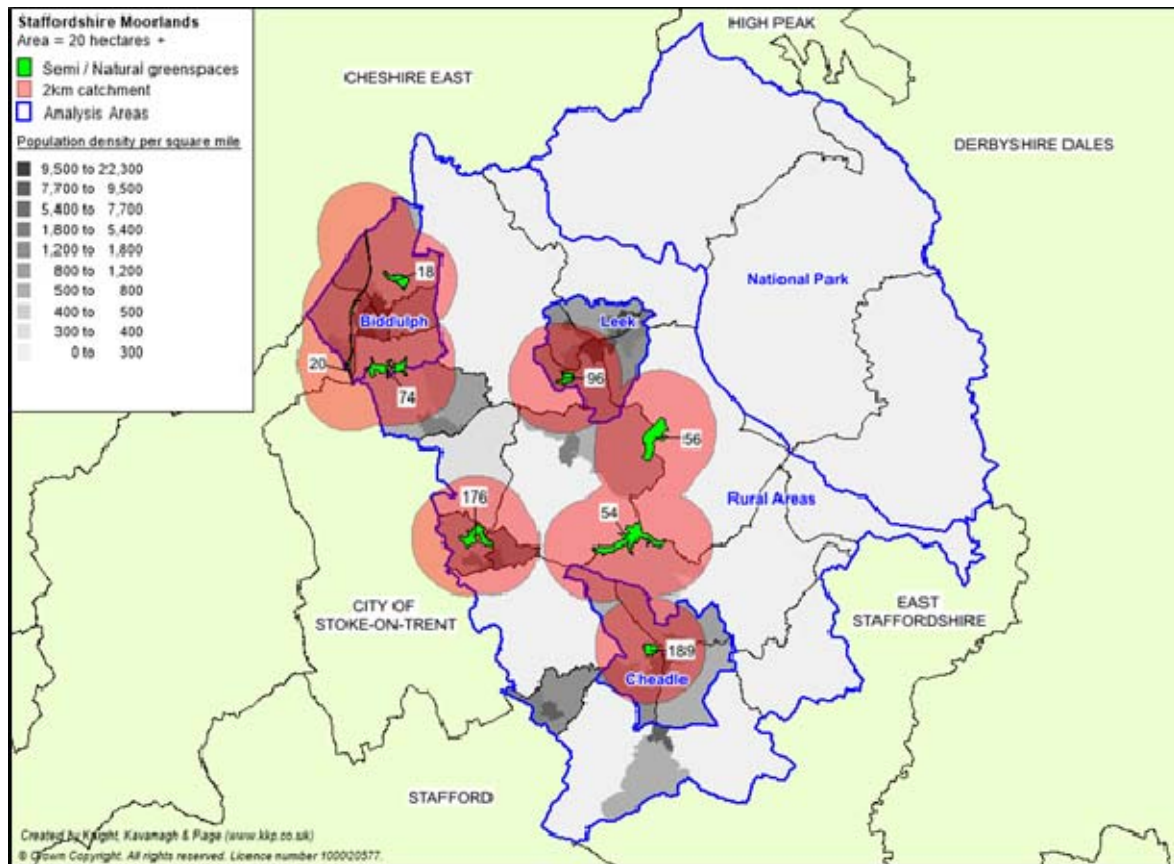 Staffordshire Moorlands
Area = 20 hectares +
Semi / Natural greenspaces
2km catchment
Analysis Areas
Population density per square mile
9,500 to 22,300
7,700 to 9,500
5,400 to 7,700
1,800 to 5,400
1,200 to 1,800
800 to 1,200
500 to 800
400 to 500
300 to 400
0 to 300
HIGH PEAK
CHESHIRE EAST
DERBYSHIRE DALES
National Park
18
Biddulph
Leek
20
74
96
56
176
54
Rural Areas
CITY OF
STOKE-ON-TRENT
EAST
STAFFORDSHIRE
189
Cheadle
STAFFORD
Created by Knight, Kavanagh & Page (www.kkp.co.uk)
© Crown Copyright. All rights reserved. Licence number 100020577.